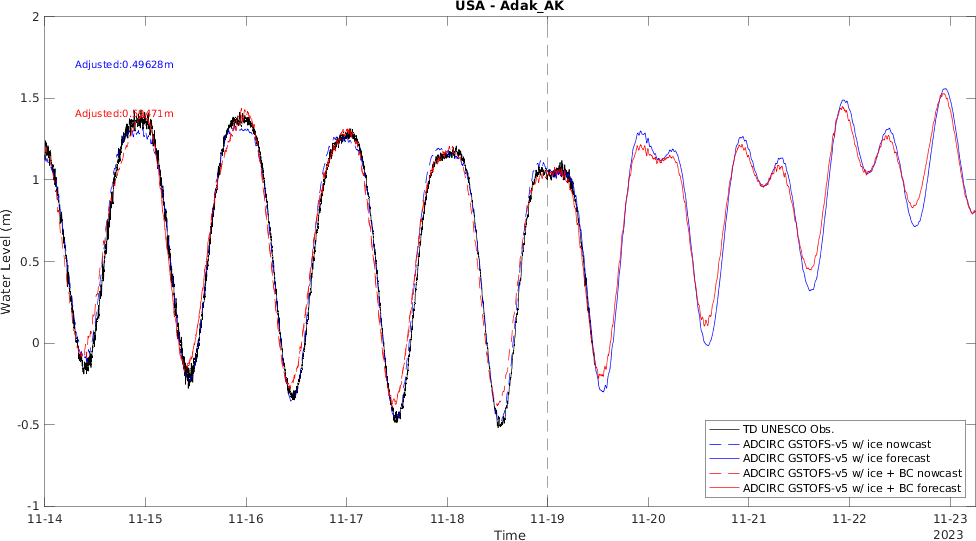 USA - Adak_AK
Adjusted:0.49628m
Water Level (m)
2
1.5
1
0.5
0
-0.5
-1
TD UNESCO Obs.
ADCIRC GSTOFS-v5 w/ ice nowcast
ADCIRC GSTOFS-v5 w/ ice forecast
ADCIRC GSTOFS-v5 w/ ice + BC nowcast
ADCIRC GSTOFS-v5 w/ ice + BC forecast
11-14 11-15 11-16 11-17 11-18 11-19 11-20 11-21 11-22 11-23
2023
Time